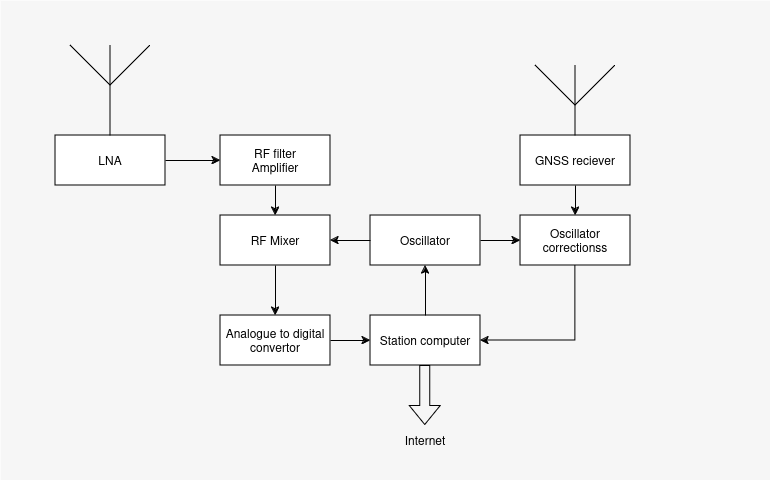 LNA
RF filter
Amplifier
GNSS reciever
RF Mixer
Oscillator
Oscillator
correctionss
Analogue to digital
convertor
Station computer
Internet